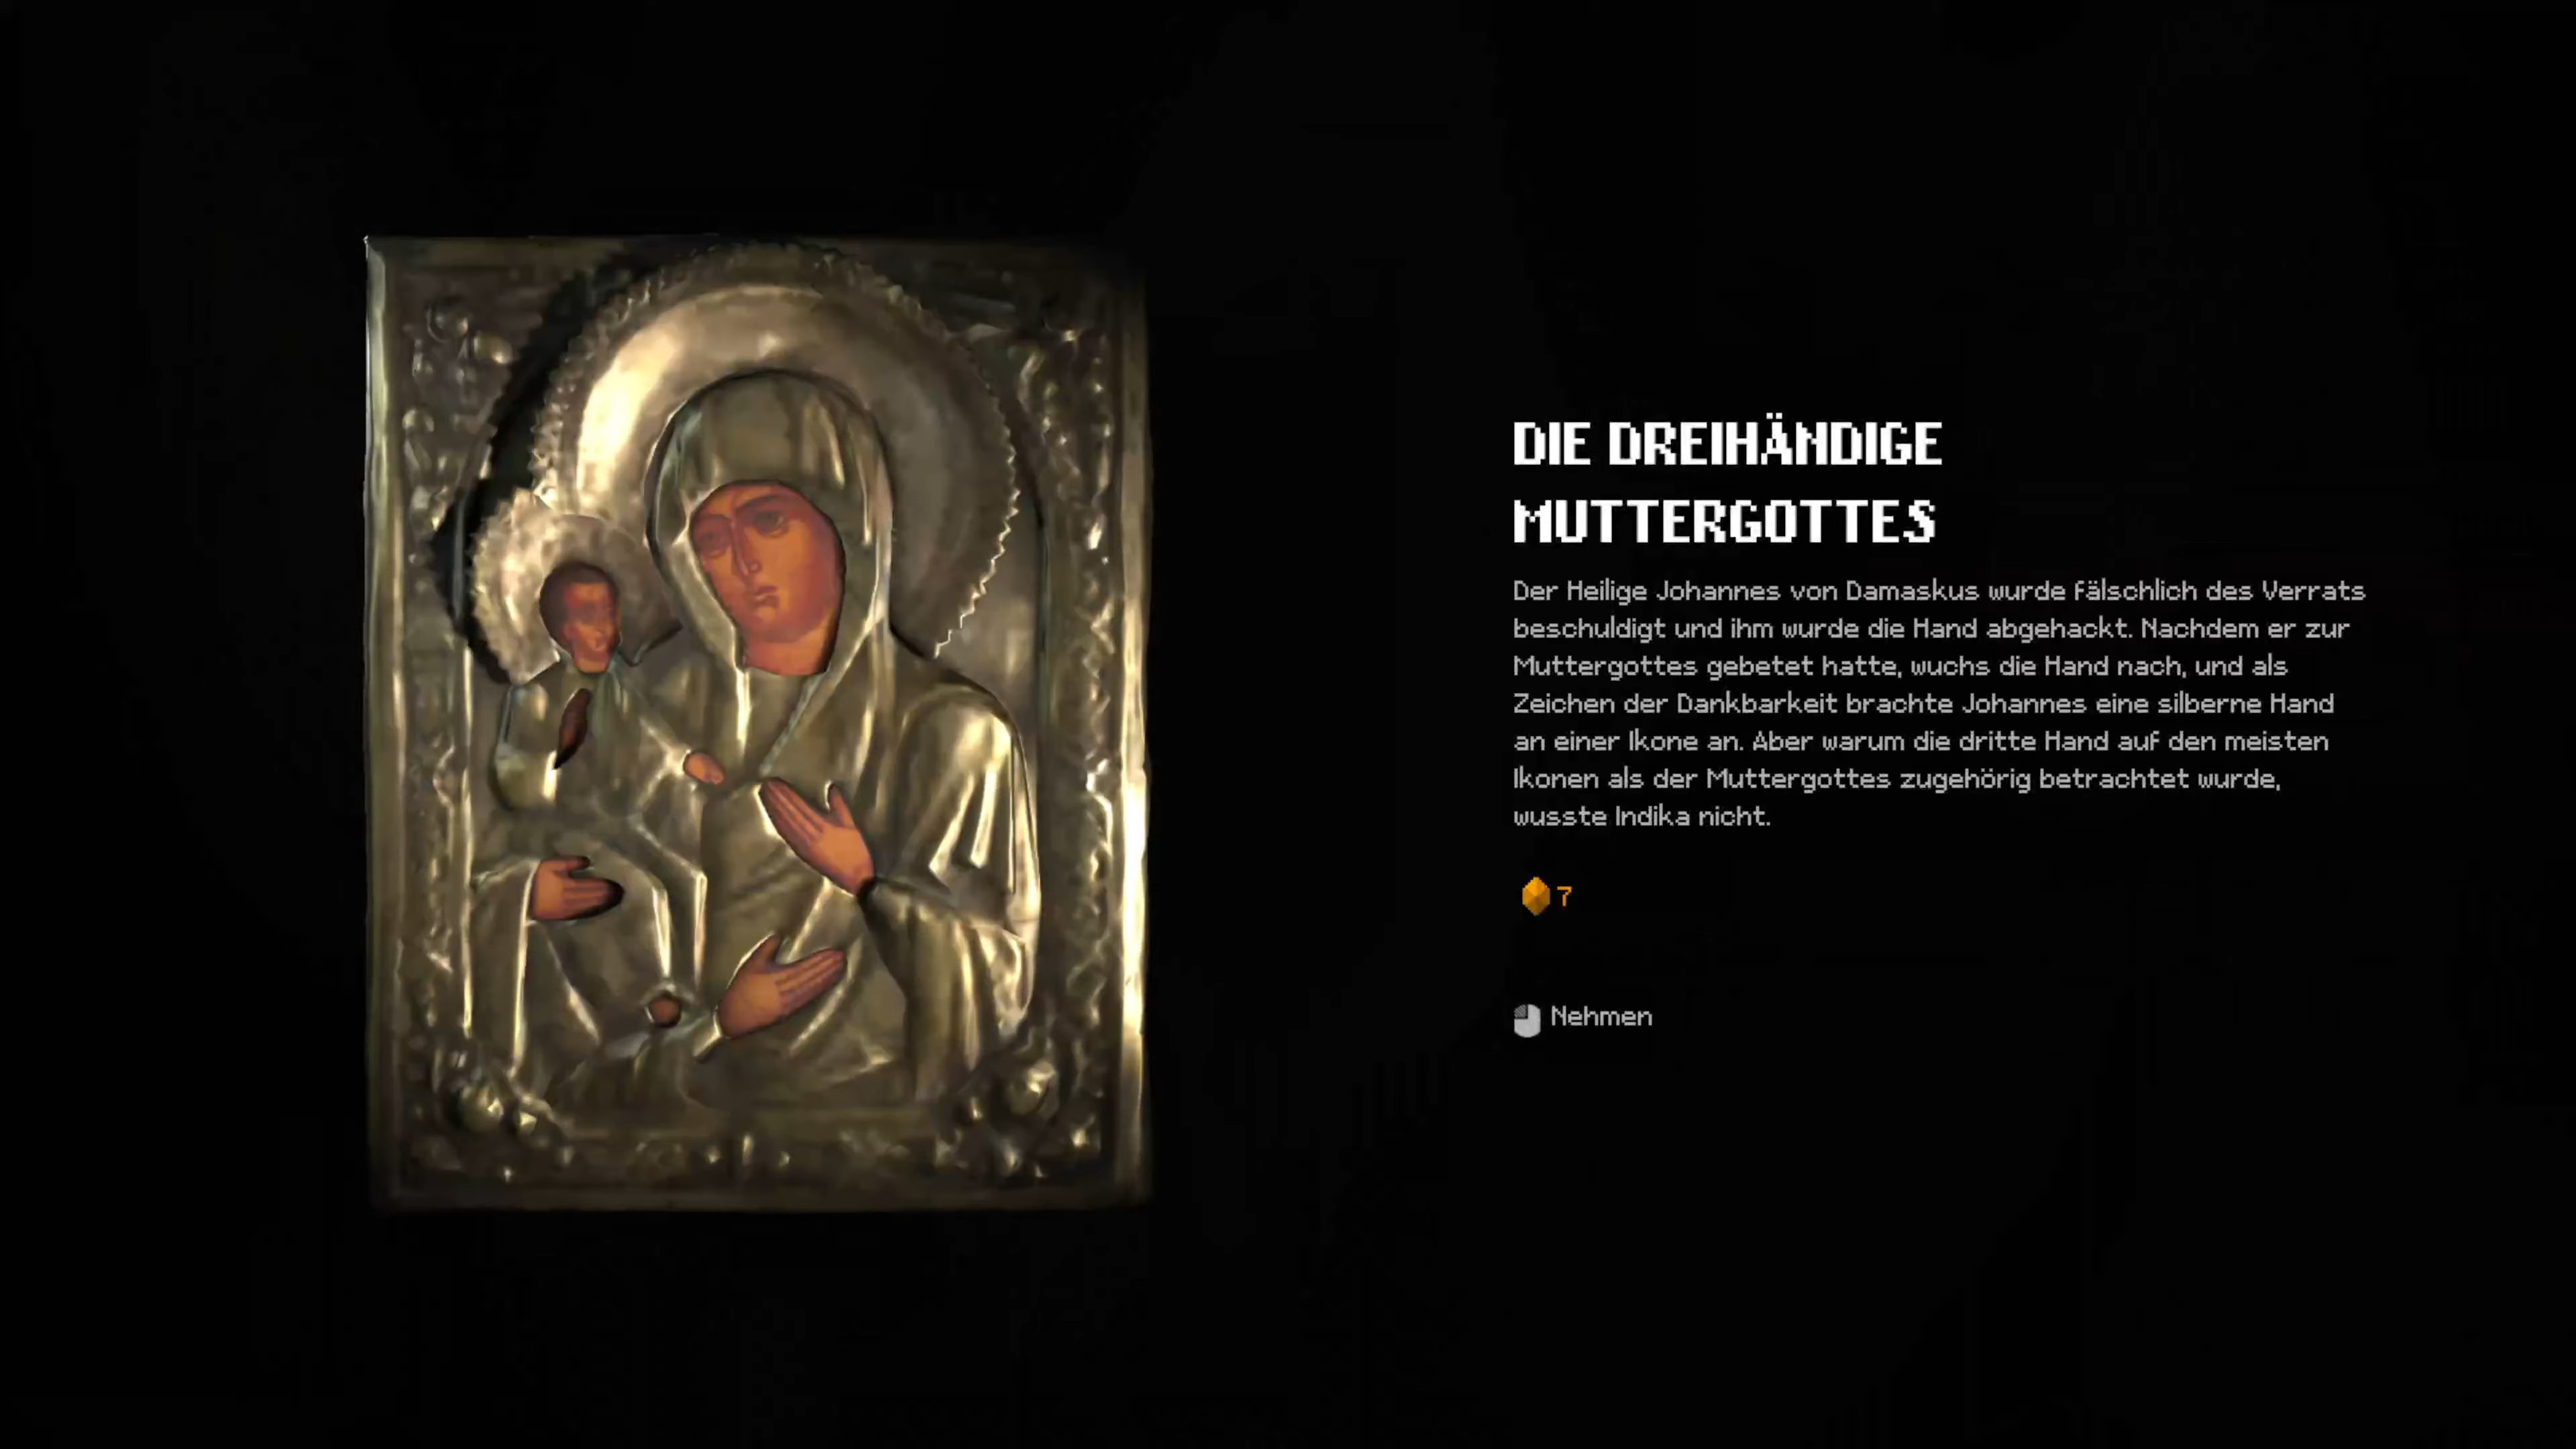 DIE DREIHÄNDIGE
MUTTERGOTTES
Der Heilige Johannes von Damaskus wurde fälschlich des Verrats
beschuldigt und ihm wurde die Hand abgehackt. Nachdem er zur
Muttergottes gebetet hatte, wuchs die Hand nach, und als
Zeichen der Dankbarkeit brachte Johannes eine silberne Hand
an einer Ikone an. Aber warum die dritte Hand auf den meisten
Ikonen als der Muttergottes zugehörig betrachtet wurde,
wusste Indika nicht.
7
Nehmen